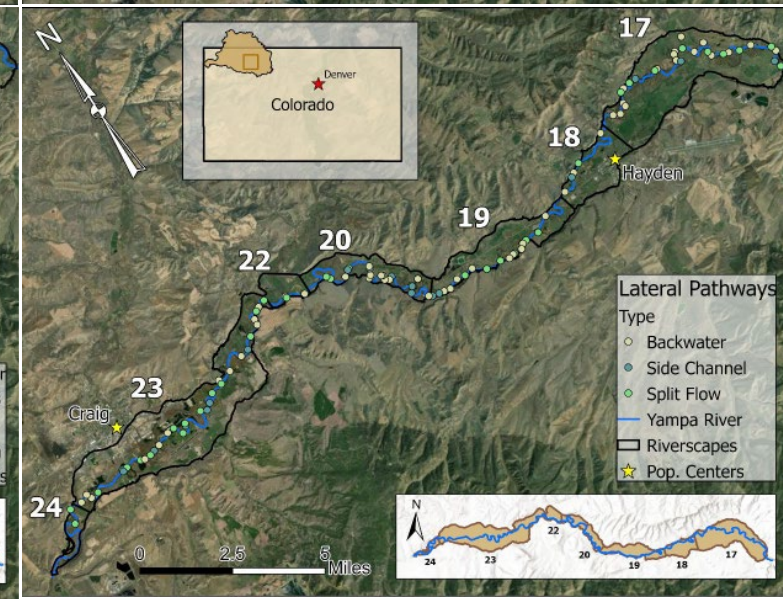 N
Denver
Colorado
17
18
Hayden
19
20
22
23
Craig
24
Lateral Pathways
Type
Backwater
Side Channel
Split Flow
Yampa River
Riverscapes
Pop. Centers
0 2.5 5
Miles
N
24
23
22
20
19
18
17